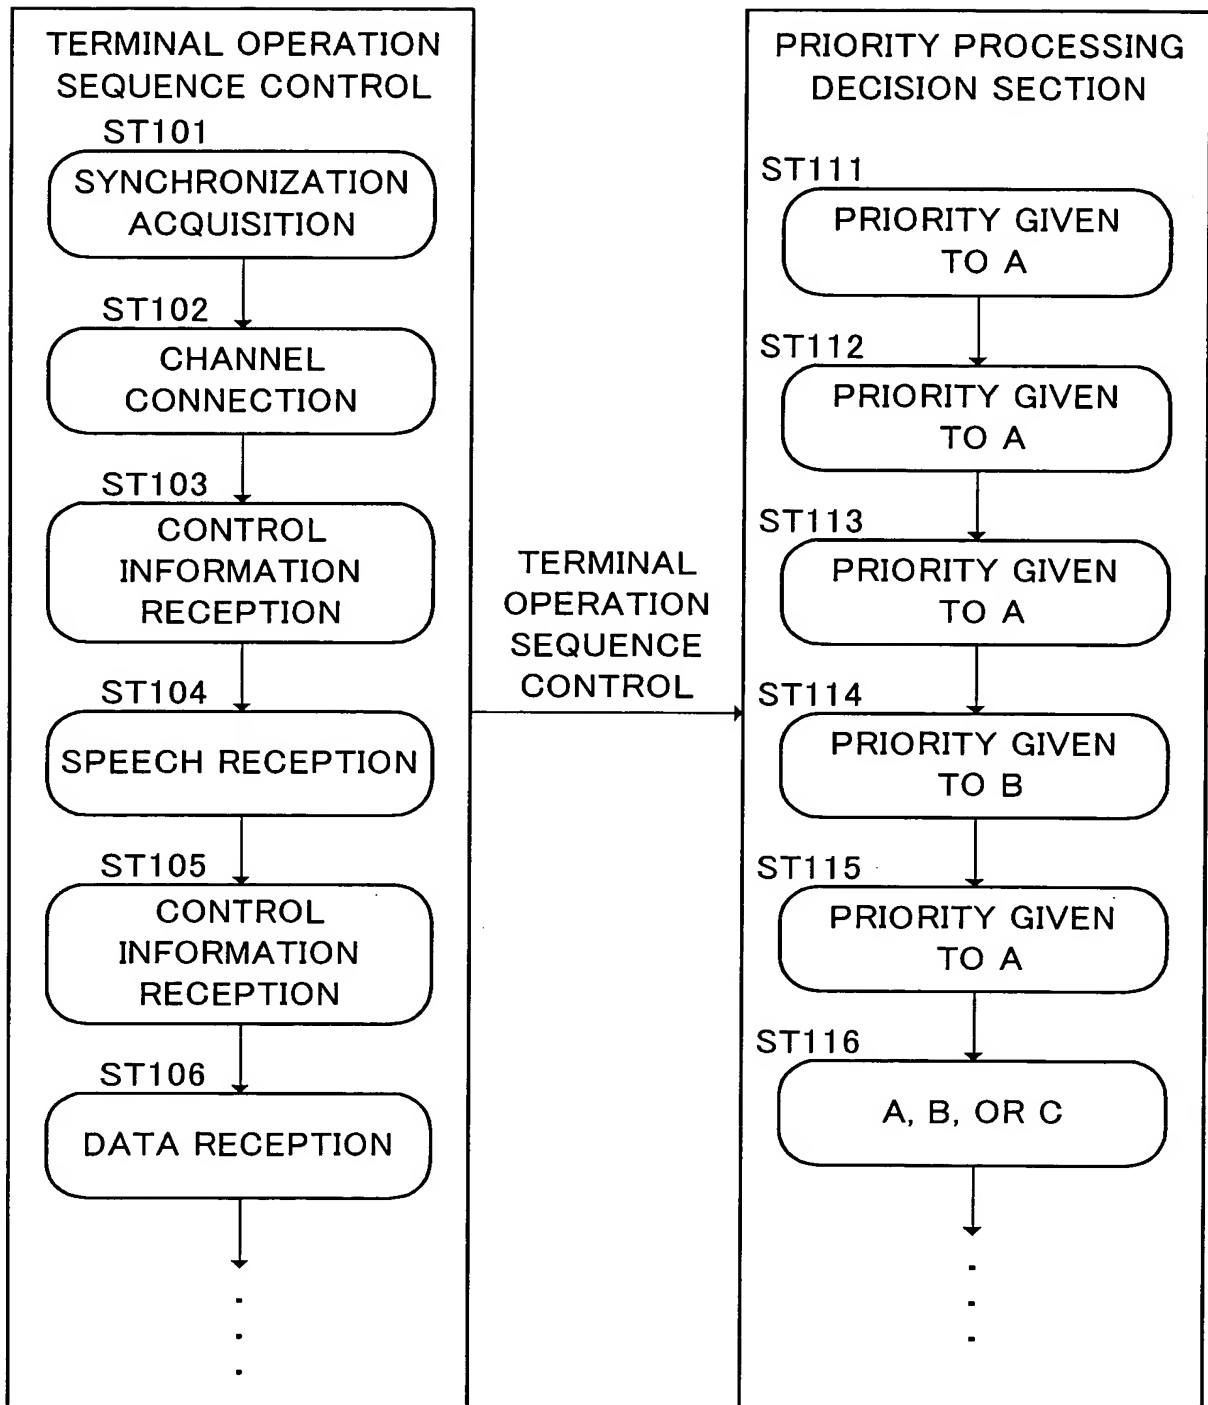 TERMINAL OPERATION
SEQUENCE CONTROL
ST101
SYNCHRONIZATION
ACQUISITION
ST102
CHANNEL
CONNECTION
ST103
CONTROL
INFORMATION
RECEPTION
ST104
SPEECH RECEPTION
ST105
CONTROL
INFORMATION
RECEPTION
ST106
DATA RECEPTION
TERMINAL
OPERATION
SEQUENCE
CONTROL
PRIORITY PROCESSING
DECISION SECTION
ST111
PRIORITY GIVEN
TO A
ST112
PRIORITY GIVEN
TO A
ST113
PRIORITY GIVEN
TO A
ST114
PRIORITY GIVEN
TO B
ST115
PRIORITY GIVEN
TO A
ST116
A, B, OR C